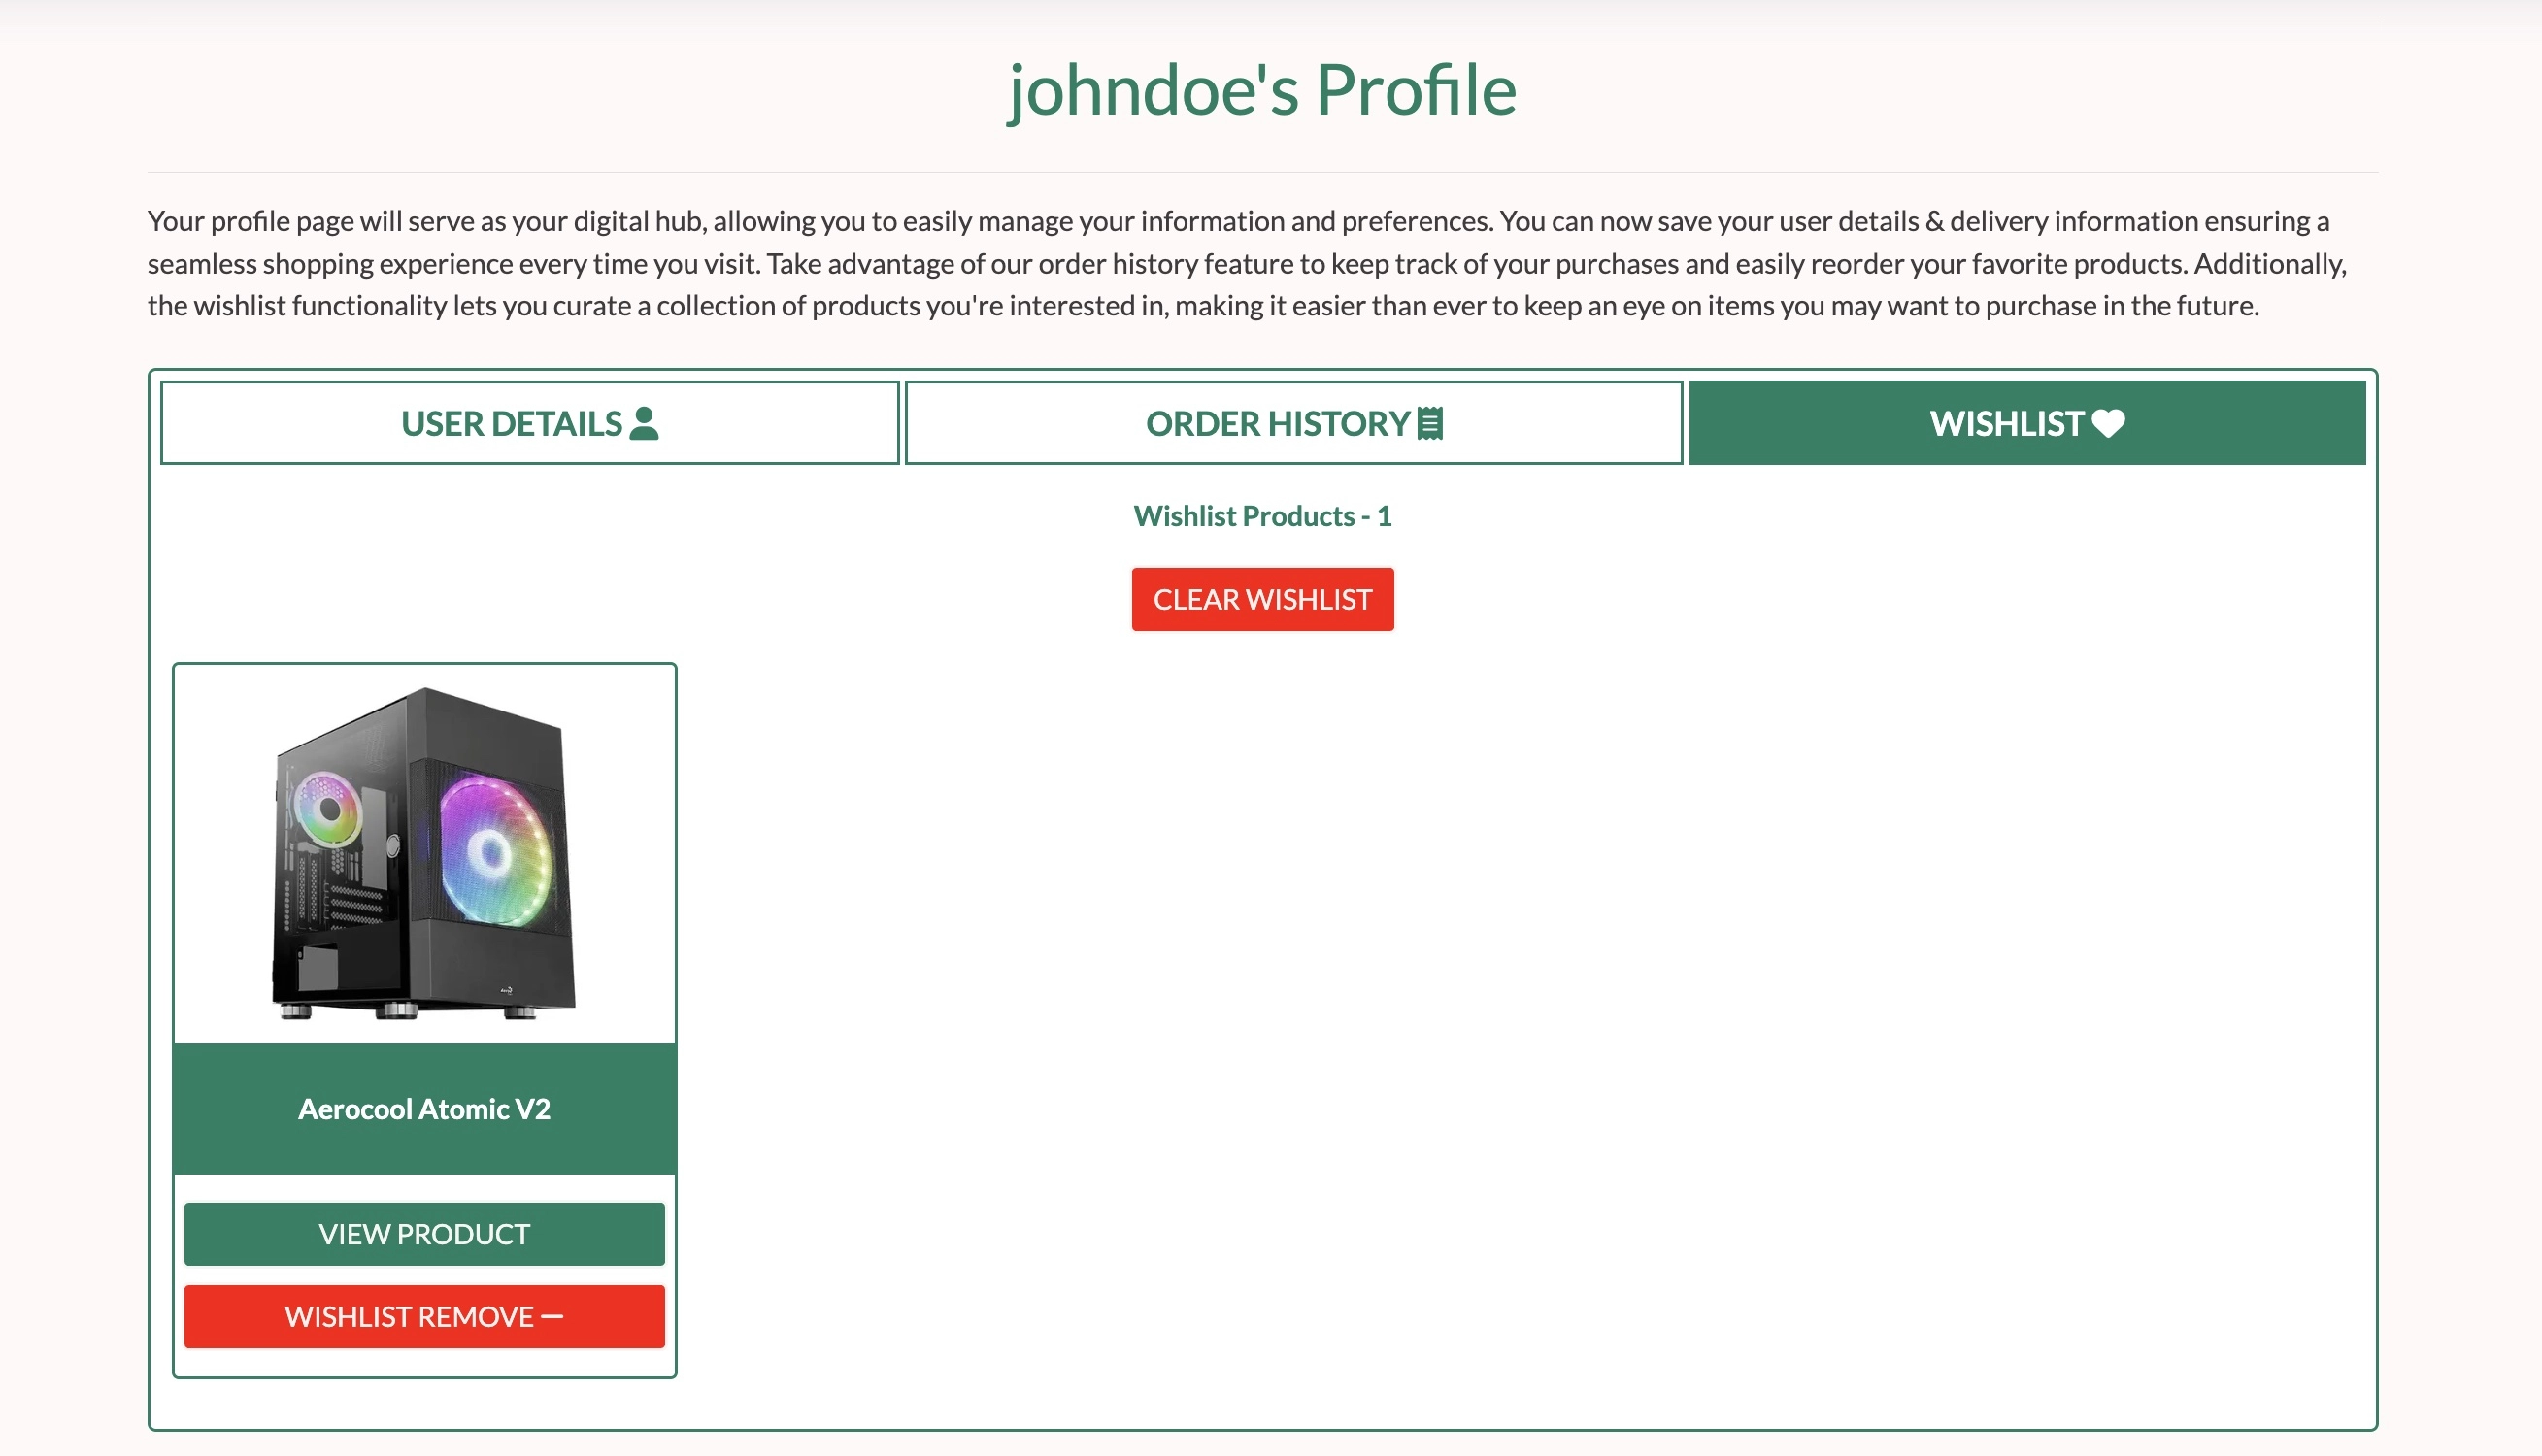 johndoe's Profile
Your profile page will serve as your digital hub, allowing you to easily manage your information and preferences. You can now save your user details & delivery information ensuring a
seamless shopping experience every time you visit. Take advantage of our order history feature to keep track of your purchases and easily reorder your favorite products. Additionally,
the wishlist functionality lets you curate a collection of products you're interested in, making it easier than ever to keep an eye on items you may want to purchase in the future.
USER DETAILS
ORDER HISTORY
WISHLIST
Wishlist Products - 1
CLEAR WISHLIST
Aerocool Atomic V2
VIEW PRODUCT
WISHLIST REMOVE